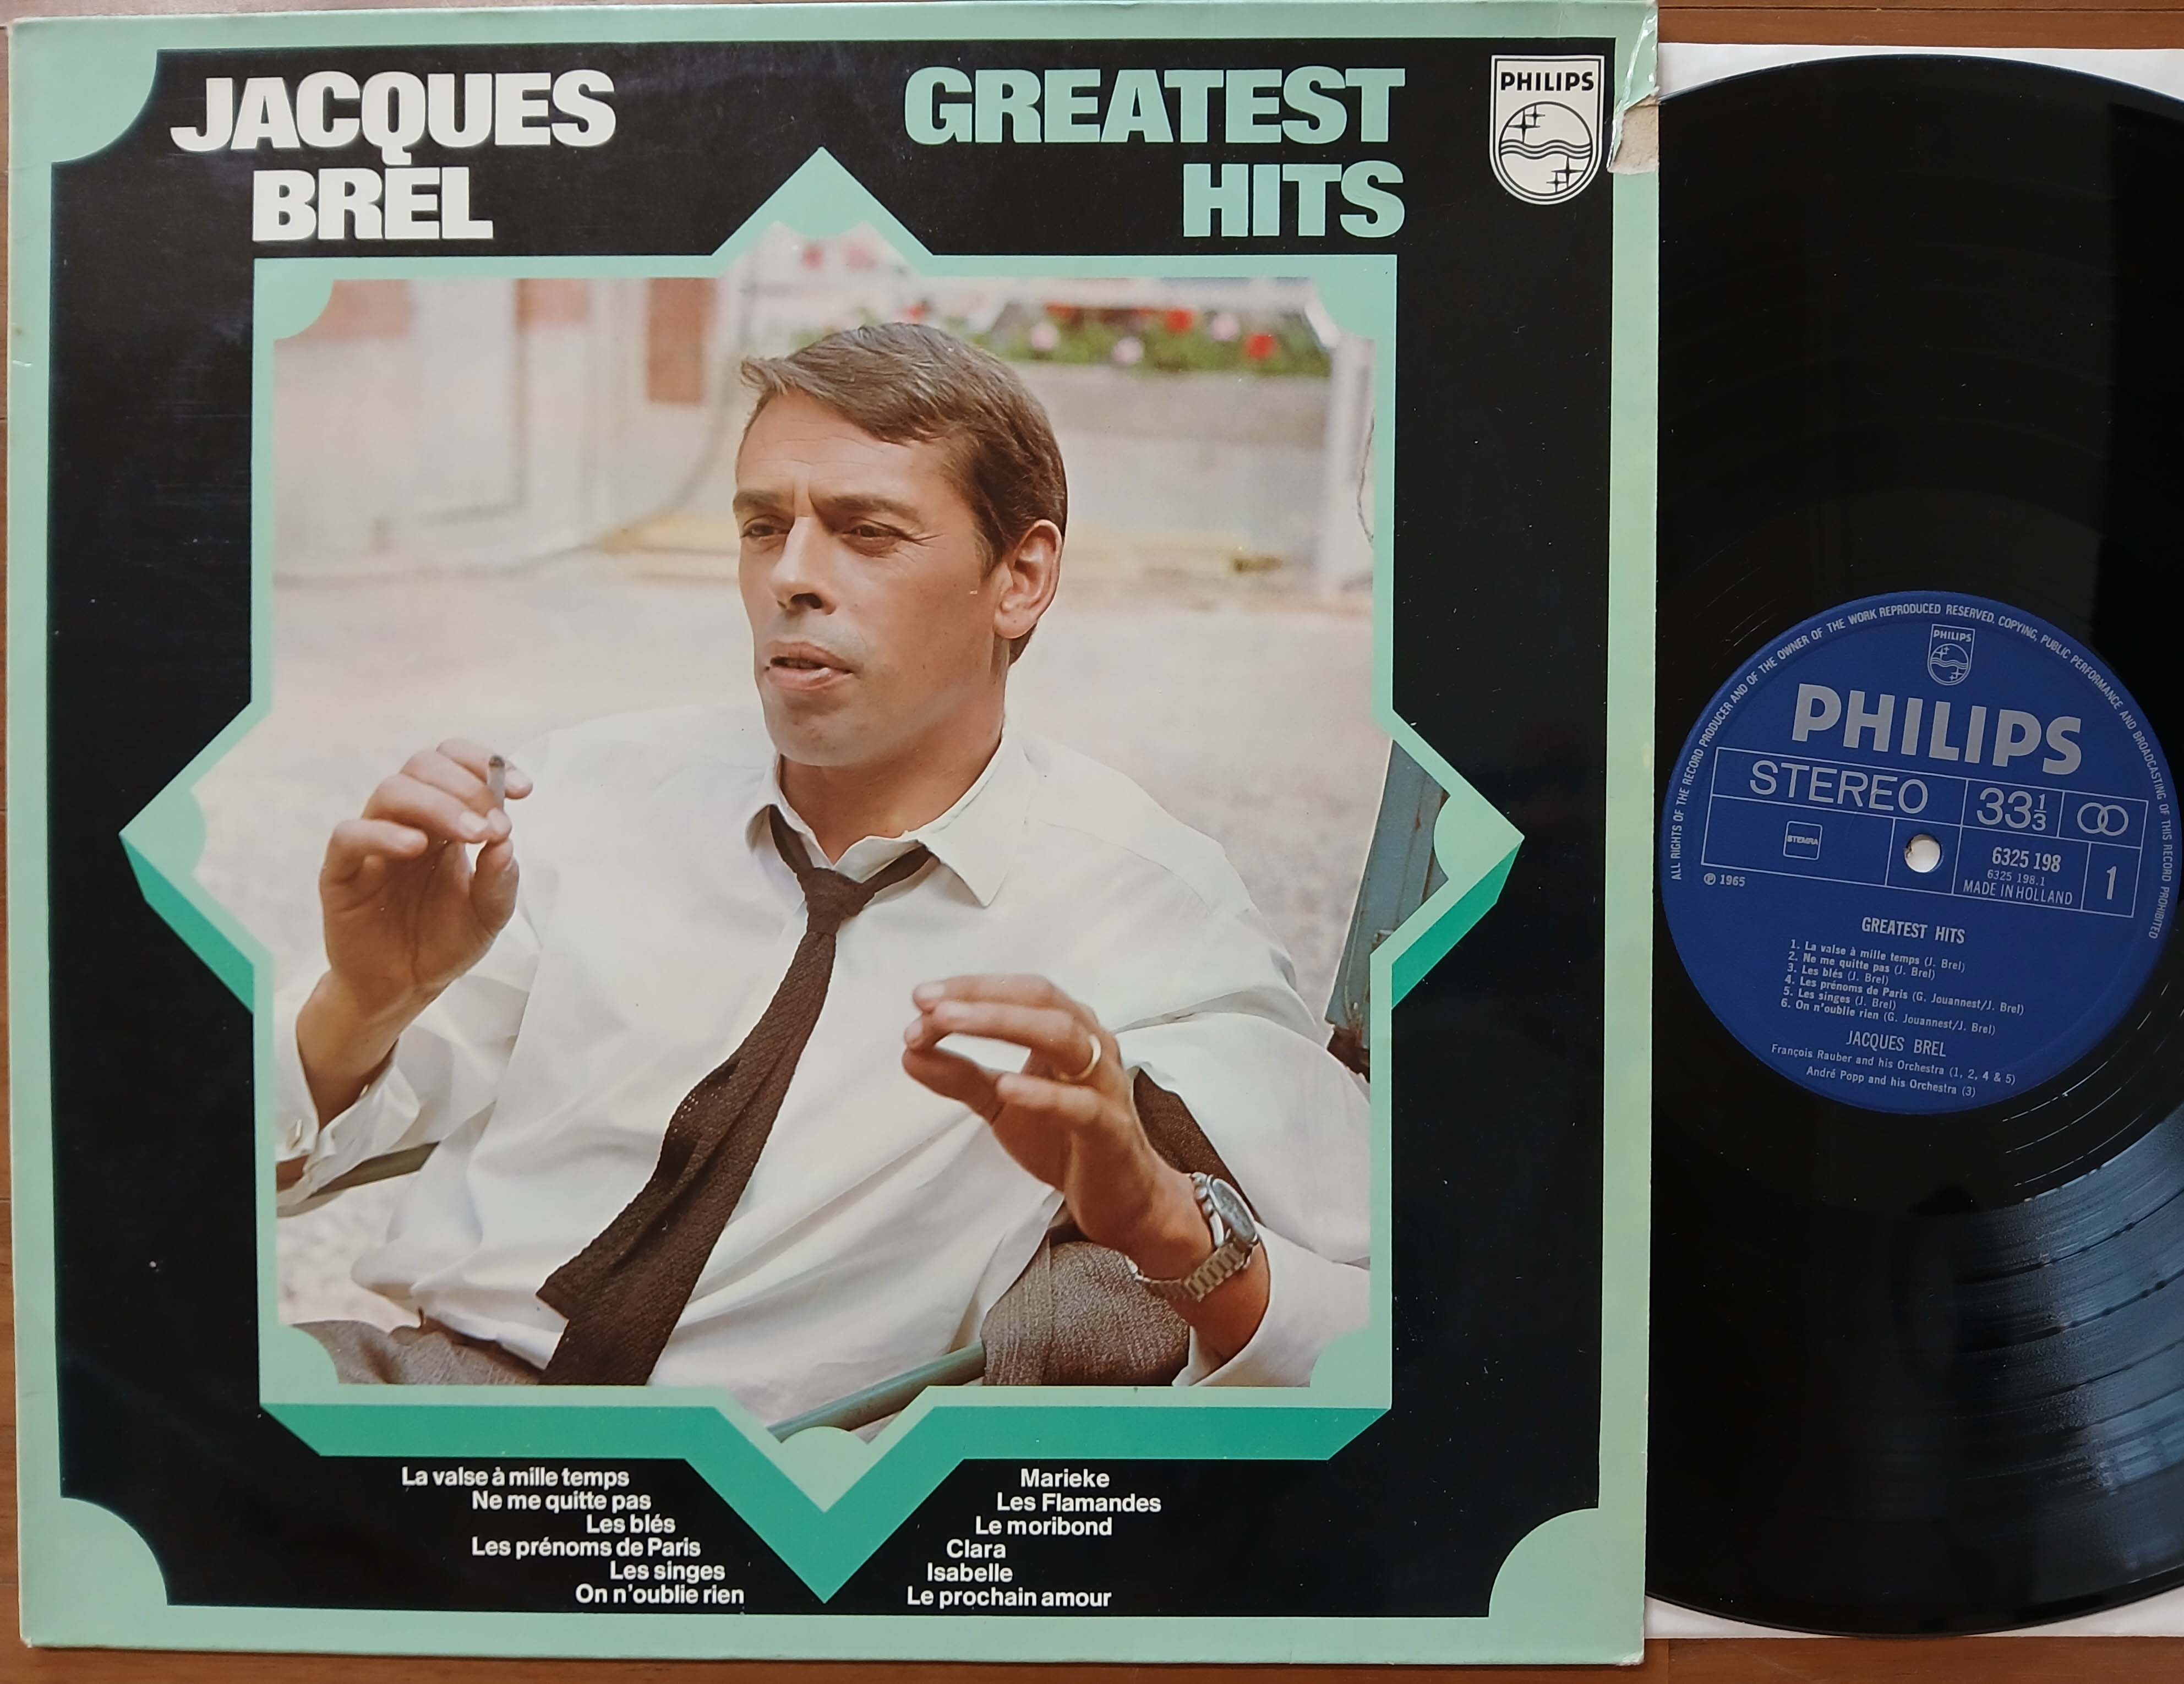 JACQUES
BREL
GREATEST
HITS
PHILIPS
La valse à mille temps
Ne me quitte pas
Les blés
Les prénoms de Paris
Les singes
On n'oublie rien
Marieke
Les Flamandes
Le moribond
Clara
Isabelle
Le prochain amour
ALL RIGHTS OF THE RECORD PRODUCER AND OF THE OWNER OF THE WORK REPRODUCED RESERVED. COPYING, PUBLIC PERFORMANCE AND BROADCASTING OF THIS RECORD PROHIBITED
PHILIPS
PHILIPS
STEREO 33⅓
STEMRA
6325 198
6325 198.1
MADE IN HOLLAND
1
℗ 1965
GREATEST HITS
1. La valse à mille temps (J. Brel)
2. Ne me quitte pas (J. Brel)
3. Les blés (J. Brel)
4. Les prénoms de Paris (G. Jouannest/J. Brel)
5. Les singes (J. Brel)
6. On n'oublie rien (G. Jouannest/J. Brel)
JACQUES BREL
François Rauber and his Orchestra (1, 2, 4 & 5)
André Popp and his Orchestra (3)